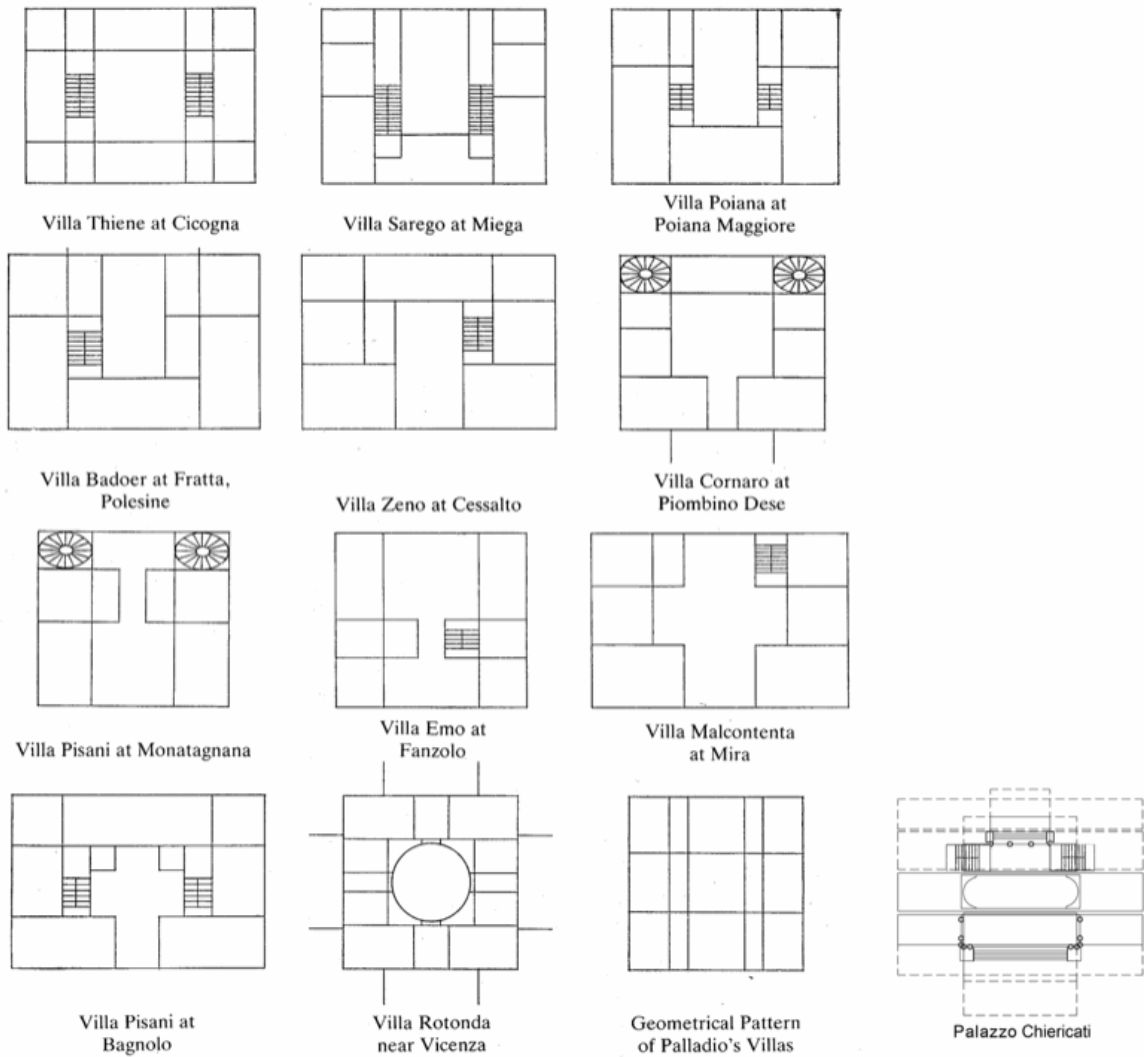 Villa Thiene at Cicogna
Villa Sarego at Miega
Villa Poiana at
Poiana Maggiore
Villa Badoer at Fratta,
Polesine
Villa Zeno at Cessalto
Villa Cornaro at
Piombino Dese
Villa Pisani at Monatagnana
Villa Emo at
Fanzolo
Villa Malcontenta
at Mira
Villa Pisani at
Bagnolo
Villa Rotonda
near Vicenza
Geometrical Pattern
of Palladio's Villas
Palazzo Chiericati